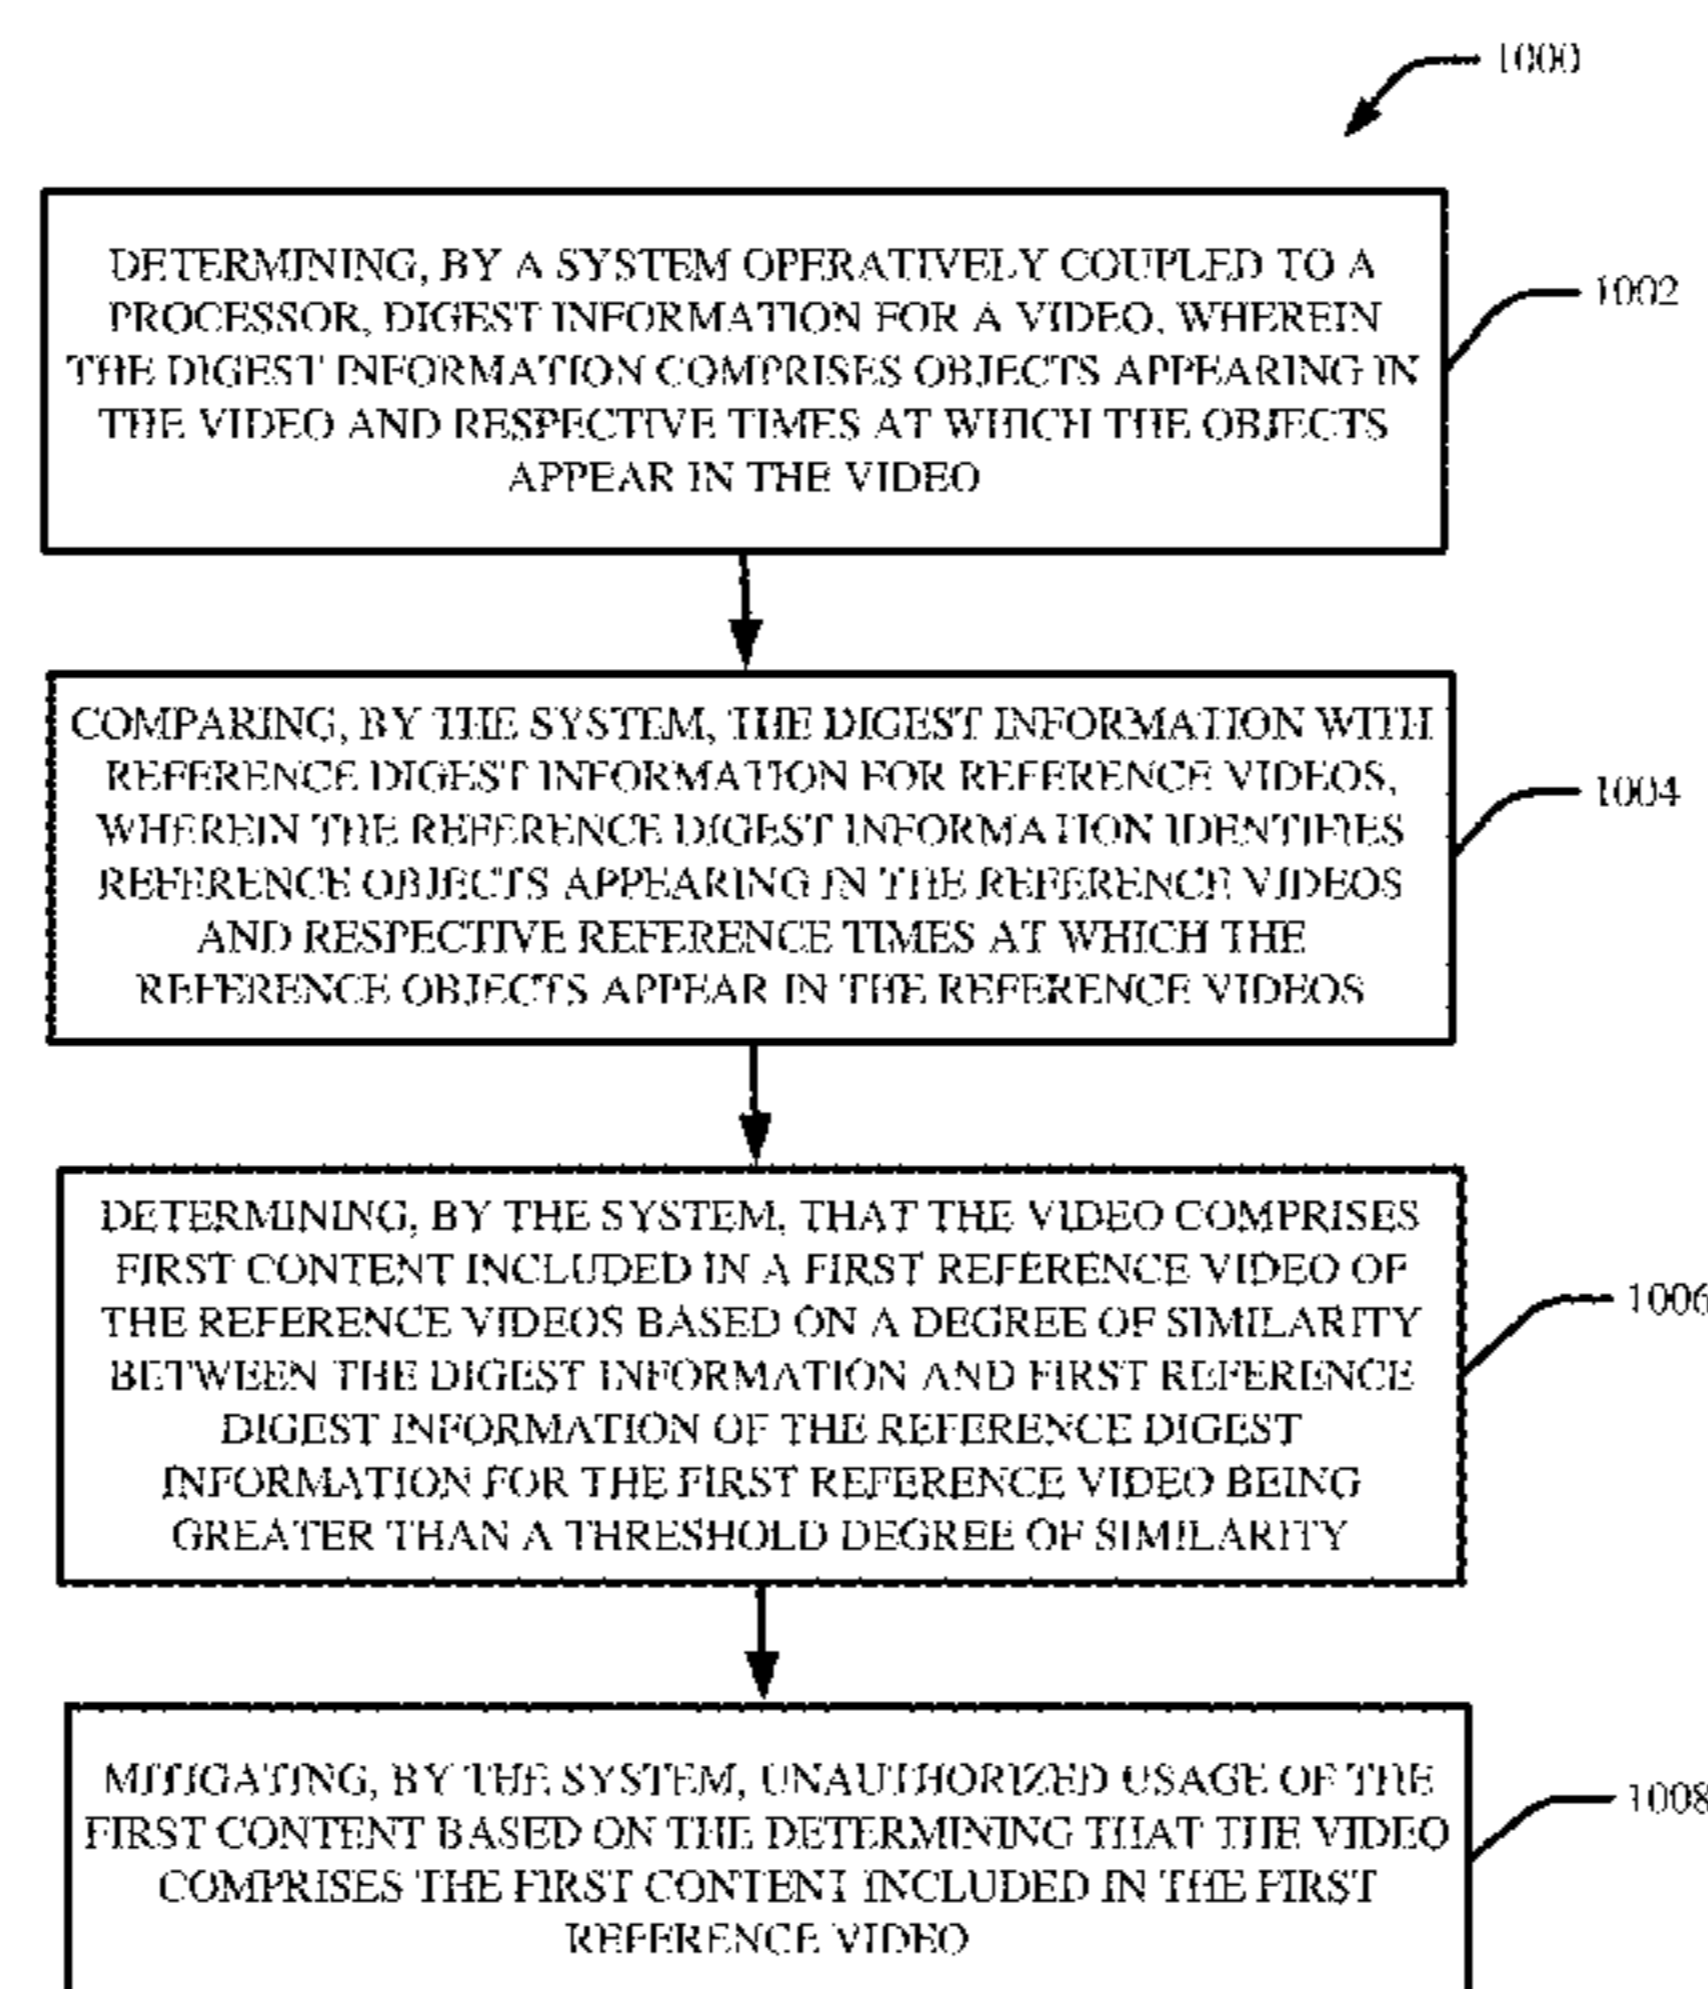 1000
DETERMINING, BY A SYSTEM OPERATIVELY COUPLED TO A
PROCESSOR, DIGEST INFORMATION FOR A VIDEO, WHEREIN
THE DIGEST INFORMATION COMPRISES OBJECTS APPEARING IN
THE VIDEO AND RESPECTIVE TIMES AT WHICH THE OBJECTS
APPEAR IN THE VIDEO
1002
COMPARING, BY THE SYSTEM, THE DIGEST INFORMATION WITH
REFERENCE DIGEST INFORMATION FOR REFERENCE VIDEOS,
WHEREIN THE REFERENCE DIGEST INFORMATION IDENTIFIES
REFERENCE OBJECTS APPEARING IN THE REFERENCE VIDEOS
AND RESPECTIVE REFERENCE TIMES AT WHICH THE
REFERENCE OBJECTS APPEAR IN THE REFERENCE VIDEOS
1004
DETERMINING, BY THE SYSTEM, THAT THE VIDEO COMPRISES
FIRST CONTENT INCLUDED IN A FIRST REFERENCE VIDEO OF
THE REFERENCE VIDEOS BASED ON A DEGREE OF SIMILARITY
BETWEEN THE DIGEST INFORMATION AND FIRST REFERENCE
DIGEST INFORMATION OF THE REFERENCE DIGEST
INFORMATION FOR THE FIRST REFERENCE VIDEO BEING
GREATER THAN A THRESHOLD DEGREE OF SIMILARITY
1006
MITIGATING, BY THE SYSTEM, UNAUTHORIZED USAGE OF THE
FIRST CONTENT BASED ON THE DETERMINING THAT THE VIDEO
COMPRISES THE FIRST CONTENT INCLUDED IN THE FIRST
REFERENCE VIDEO
1008